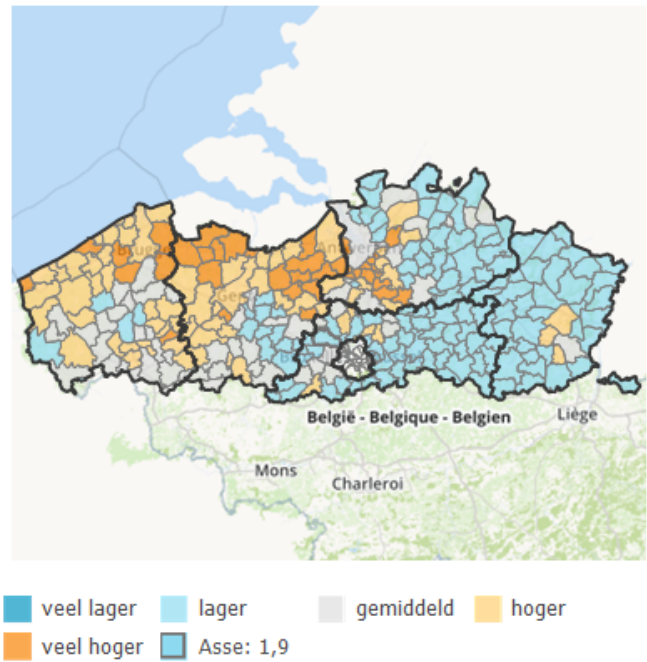 België - Belgique - Belgien
Liège
Mons
Charleroi
veel lager lager gemiddeld hoger
veel hoger Asse: 1,9